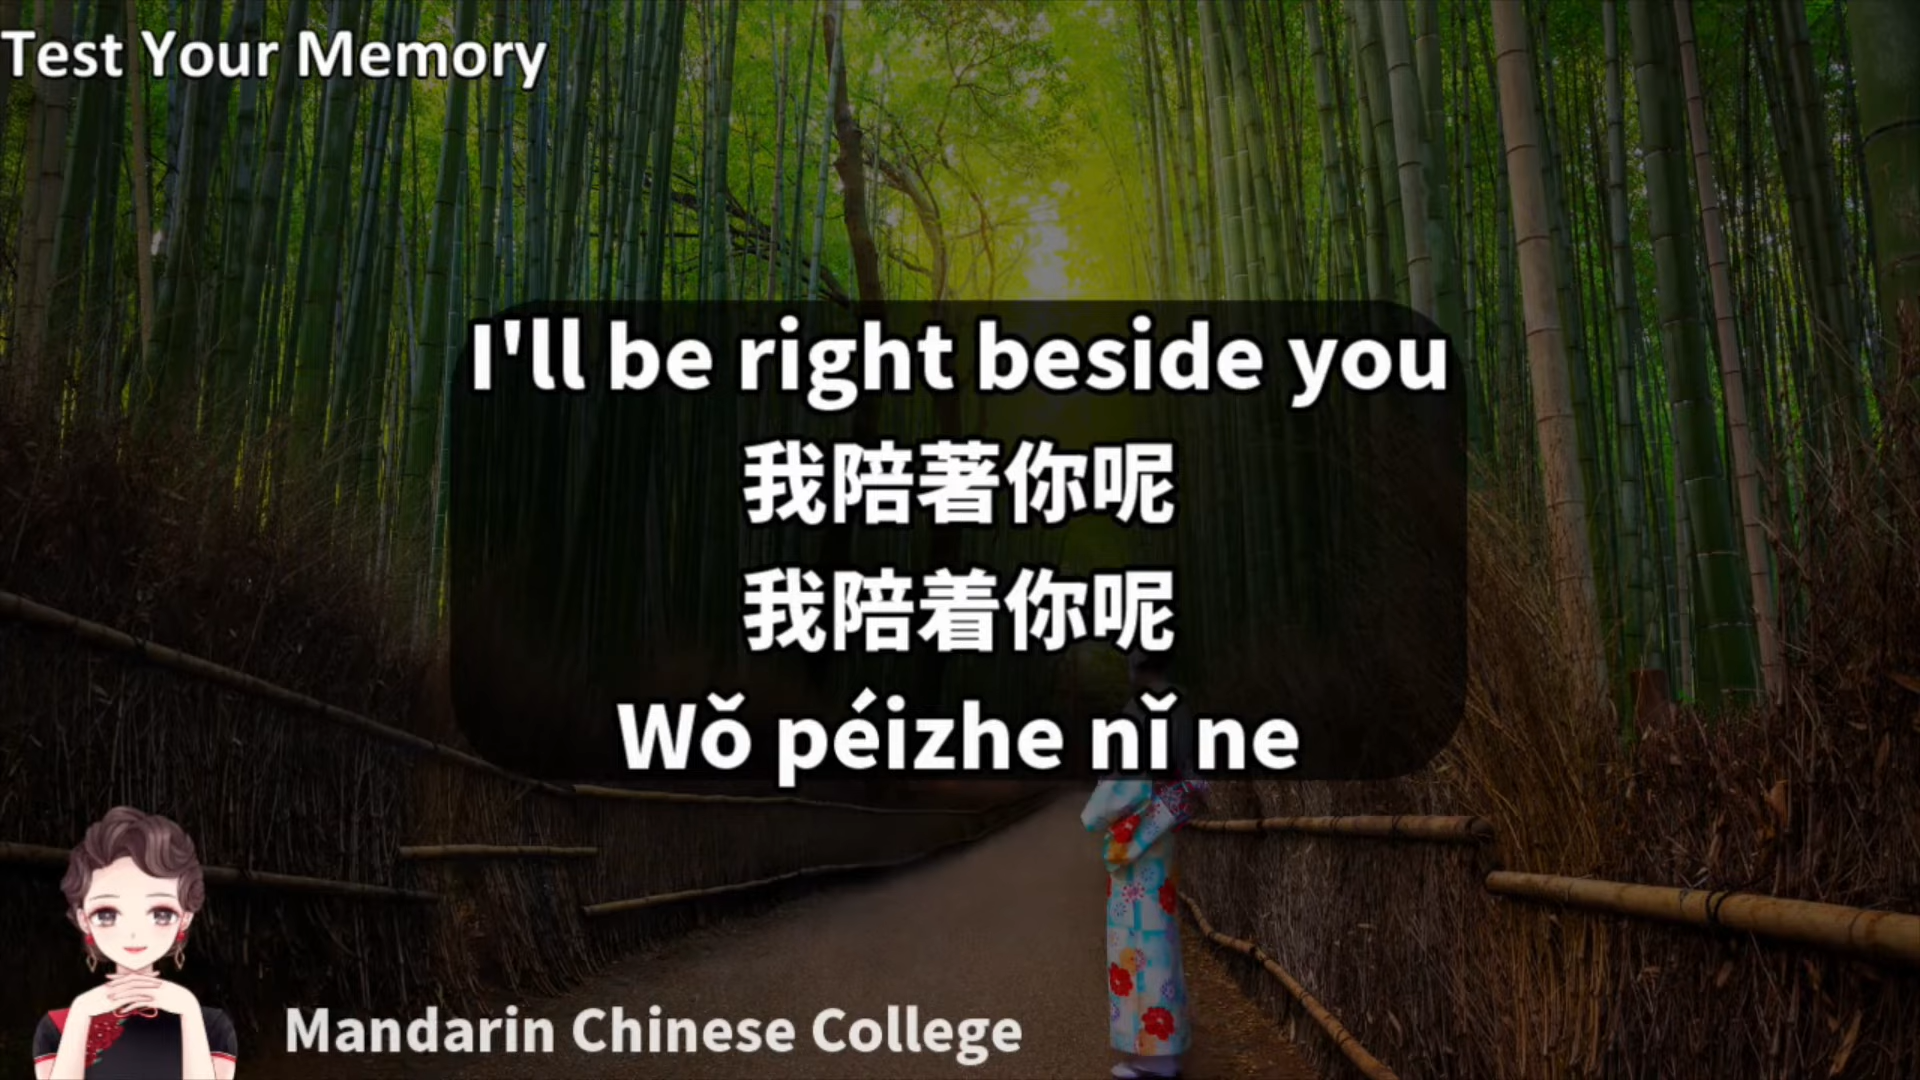 Test Your Memory
I'll be right beside you
我陪著你呢
我陪着你呢
Wǒ péizhe nǐ ne
Mandarin Chinese College